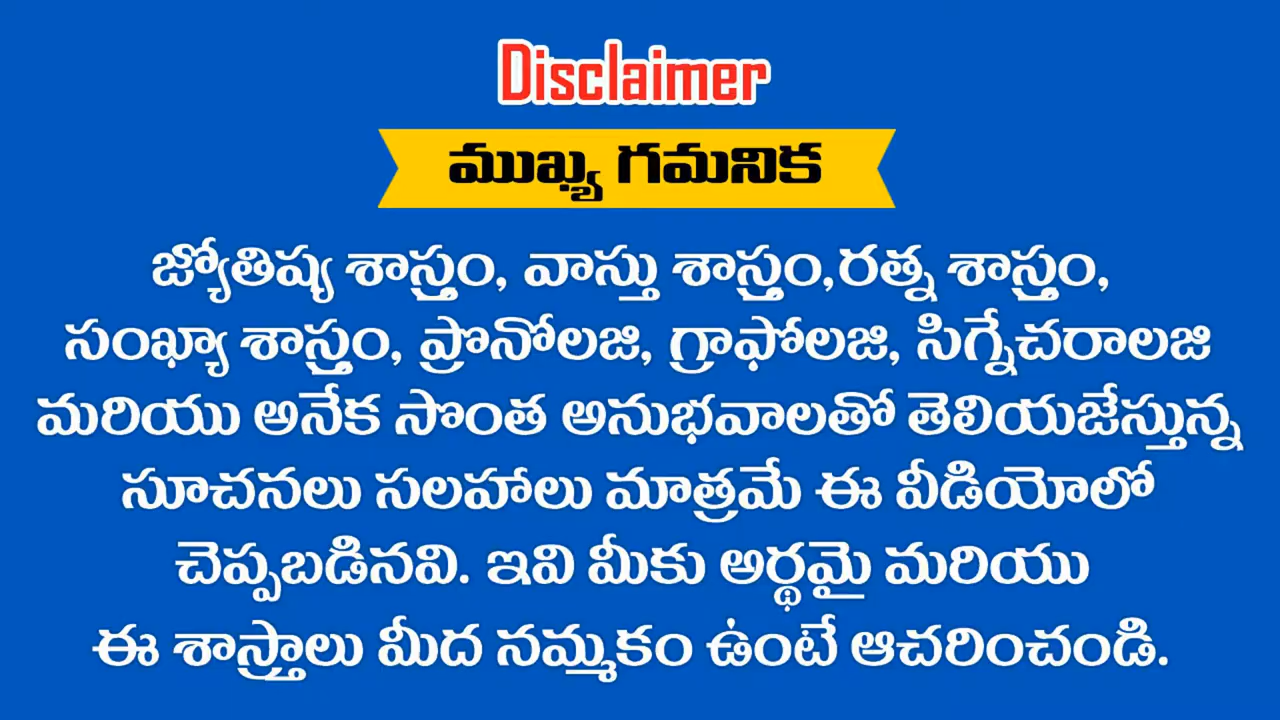 Disclaimer
ముఖ్య గమనిక
జ్యోతిష్య శాస్త్రం, వాస్తు శాస్త్రం,రత్న శాస్త్రం,
సంఖ్యా శాస్త్రం, ప్రొనోలజి, గ్రాఫోలజి, సిగ్నేచరాలజి
మరియు అనేక సొంత అనుభవాలతో తెలియజేస్తున్న
సూచనలు సలహాలు మాత్రమే ఈ వీడియోలో
చెప్పబడినవి. ఇవి మీకు అర్థమై మరియు
ఈ శాస్త్రాలు మీద నమ్మకం ఉంటే ఆచరించండి.